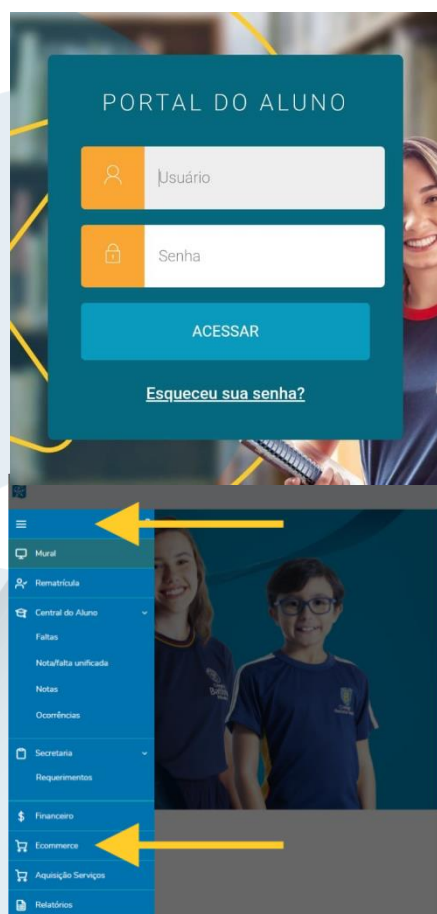 PORTAL DO ALUNO
Usuário
Senha
ACESSAR
Esqueceu sua senha?
Mural
Rematrícula
Central do Aluno
Faltas
Nota/falta unificada
Notas
Ocorrências
Secretaria
Requerimentos
Financeiro
Ecommerce
Aquisição Serviços
Relatórios